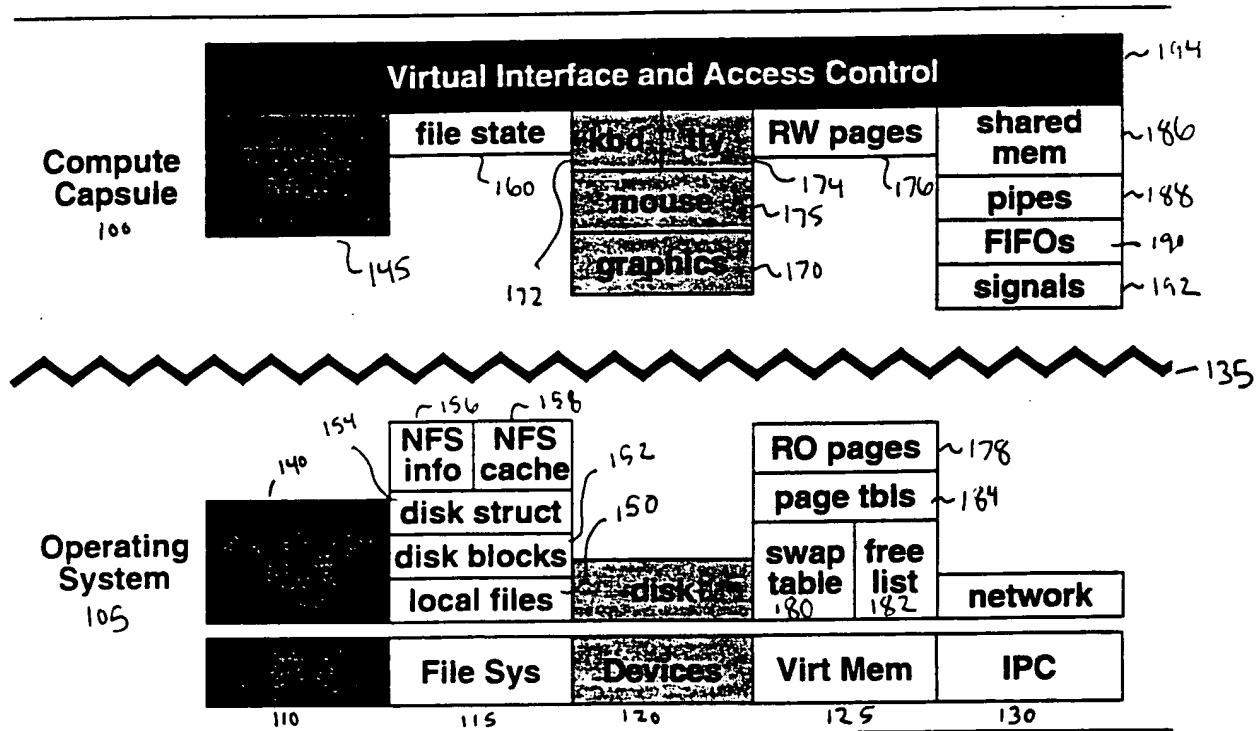 Virtual Interface and Access Control
194
Compute
Capsule
100
145
file state
160
kbd
tty
172
174
mouse
175
graphics
170
RW pages
176
shared
mem
186
pipes
188
FIFOs
190
signals
192
135
Operating
System
105
140
154
156
158
NFS
info
NFS
cache
152
disk struct
150
disk blocks
local files
disk
RO pages
178
page tbls
184
swap
table
180
free
list
182
network
File Sys
Devices
Virt Mem
IPC
110
115
120
125
130